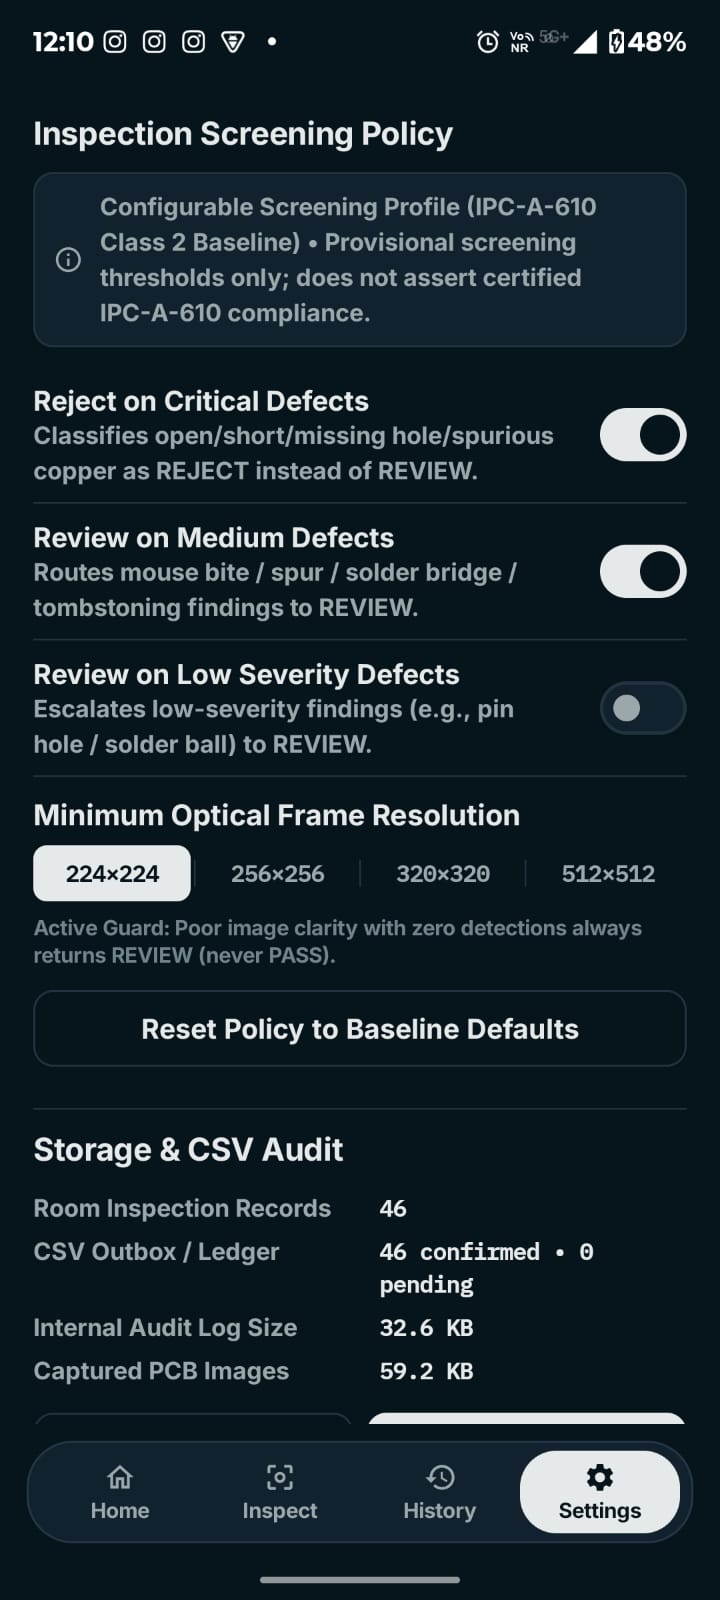 12:10
Vo NR 5G+ 48%
Inspection Screening Policy
Configurable Screening Profile (IPC-A-610
Class 2 Baseline) • Provisional screening
thresholds only; does not assert certified
IPC-A-610 compliance.
Reject on Critical Defects
Classifies open/short/missing hole/spurious
copper as REJECT instead of REVIEW.
Review on Medium Defects
Routes mouse bite / spur / solder bridge /
tombstoning findings to REVIEW.
Review on Low Severity Defects
Escalates low-severity findings (e.g., pin
hole / solder ball) to REVIEW.
Minimum Optical Frame Resolution
224×224 256×256 320×320 512×512
Active Guard: Poor image clarity with zero detections always
returns REVIEW (never PASS).
Reset Policy to Baseline Defaults
Storage & CSV Audit
Room Inspection Records 46
CSV Outbox / Ledger 46 confirmed • 0
pending
Internal Audit Log Size 32.6 KB
Captured PCB Images 59.2 KB
Home Inspect History Settings